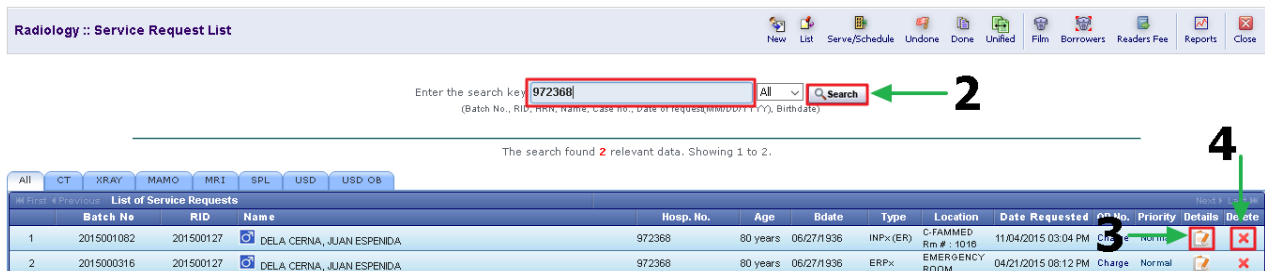 Radiology :: Service Request List
New List Serve/Schedule Undone Done Unified Film Borrowers Readers Fee Reports Close
Enter the search key 972368 All Search
2
(Batch No., RID, HRN, Name, Case no., Date of request(MM/DD/YYYY), Birthdate)
The search found 2 relevant data. Showing 1 to 2.
4
All CT XRAY MAMO MRI SPL USD USD OB
First Previous List of Service Requests Next Last
Batch No RID Name Hosp. No. Age Bdate Type Location Date Requested OR No. Priority Details Delete
1 2015001082 201500127 DELA CERNA, JUAN ESPENIDA 972368 80 years 06/27/1936 INPx (ER) C-FAMMED Rm # : 1016 11/04/2015 03:04 PM Charge Normal
3
2 2015000316 201500127 DELA CERNA, JUAN ESPENIDA 972368 80 years 06/27/1936 ERPx EMERGENCY ROOM 04/21/2015 08:12 PM Charge Normal